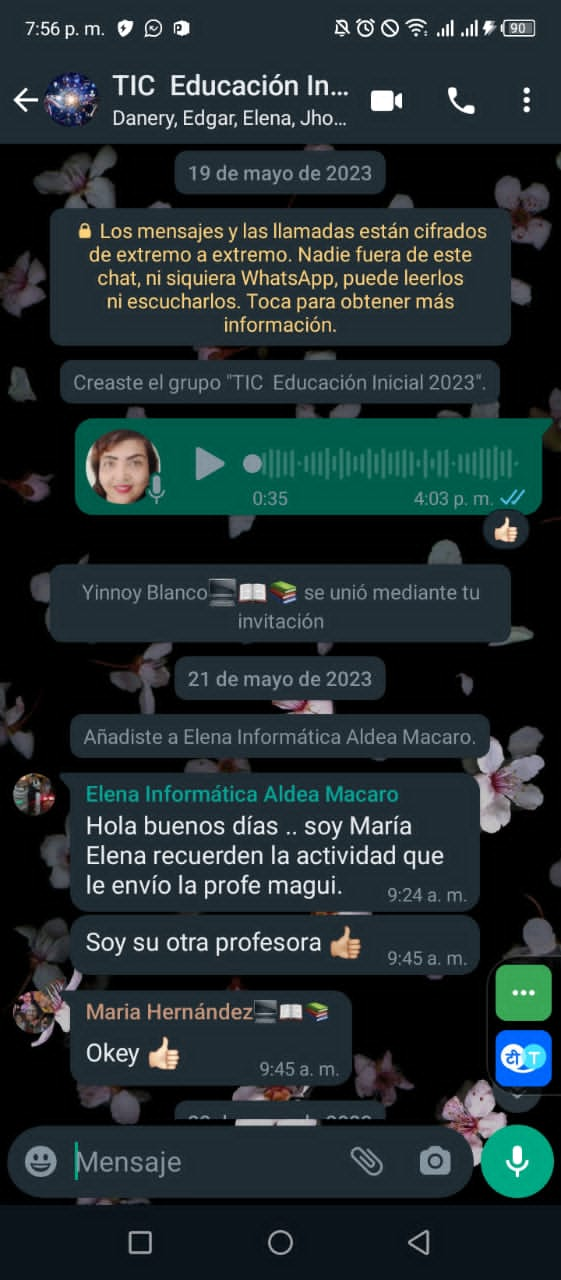 7:56 p. m.
90
TIC Educación In...
Danery, Edgar, Elena, Jho...
19 de mayo de 2023
Los mensajes y las llamadas están cifrados
de extremo a extremo. Nadie fuera de este
chat, ni siquiera WhatsApp, puede leerlos
ni escucharlos. Toca para obtener más
información.
Creaste el grupo "TIC Educación Inicial 2023".
0:35
4:03 p. m.
Yinnoy Blanco💻📖📚 se unió mediante tu
invitación
21 de mayo de 2023
Añadiste a Elena Informática Aldea Macaro.
Elena Informática Aldea Macaro
Hola buenos días .. soy María
Elena recuerden la actividad que
le envío la profe magui.
9:24 a. m.
Soy su otra profesora 👍🏻
9:45 a. m.
Maria Hernández💻📖📚
Okey 👍🏻
9:45 a. m.
टी T
Mensaje